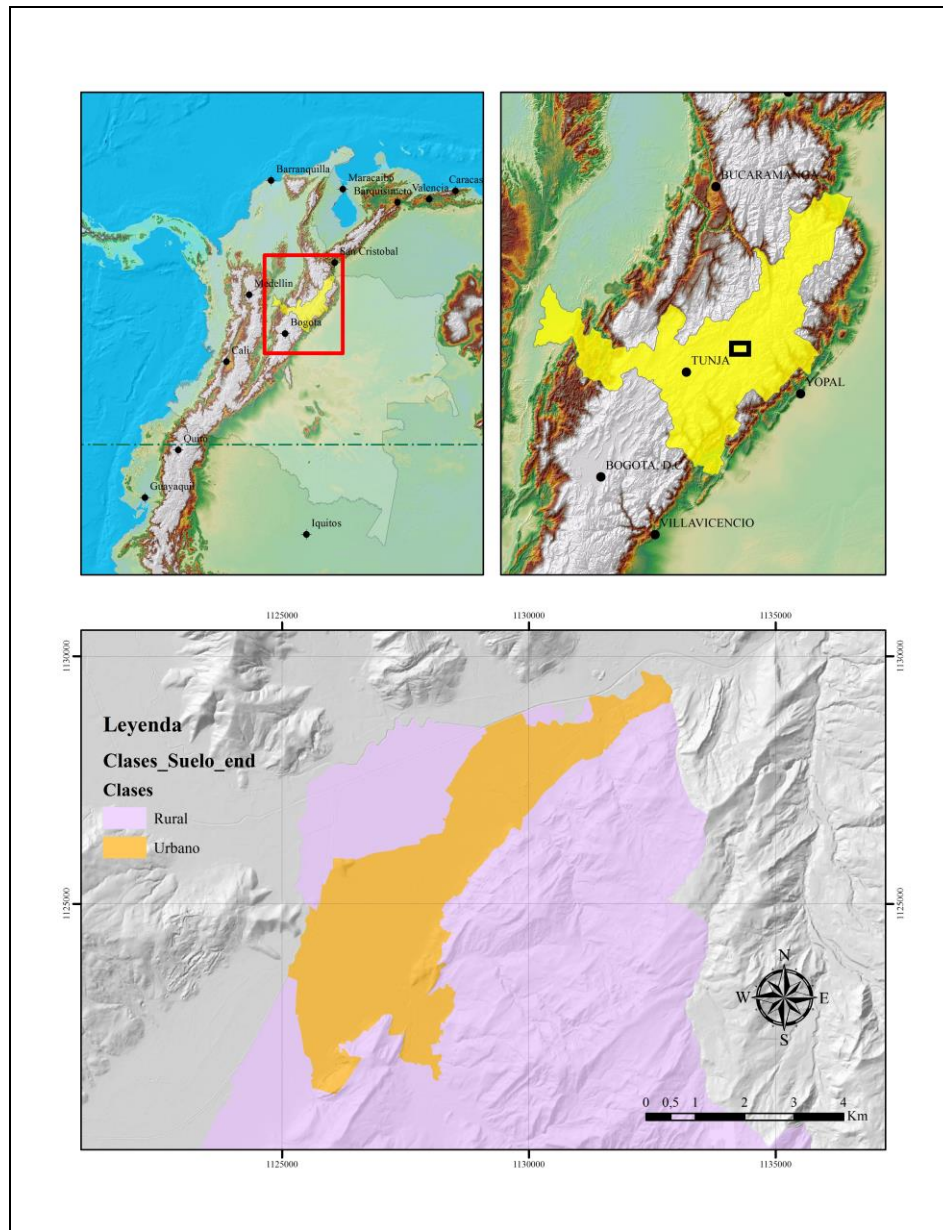 Barranquilla
Maracaibo
Caracas
Barquisimeto
Valencia
San Cristobal
Medellin
Bogota
Cali
Quito
Guayaquil
Iquitos
BUCARAMANGA
TUNJA
YOPAL
BOGOTA, D.C
VILLAVICENCIO
1125000 1130000 1135000
1130000 1130000
Leyenda
Clases_Suelo_end
Clases
Rural
Urbano
1125000 1125000
N
W E
S
0 0,5 1 2 3 4
Km
1125000 1130000 1135000